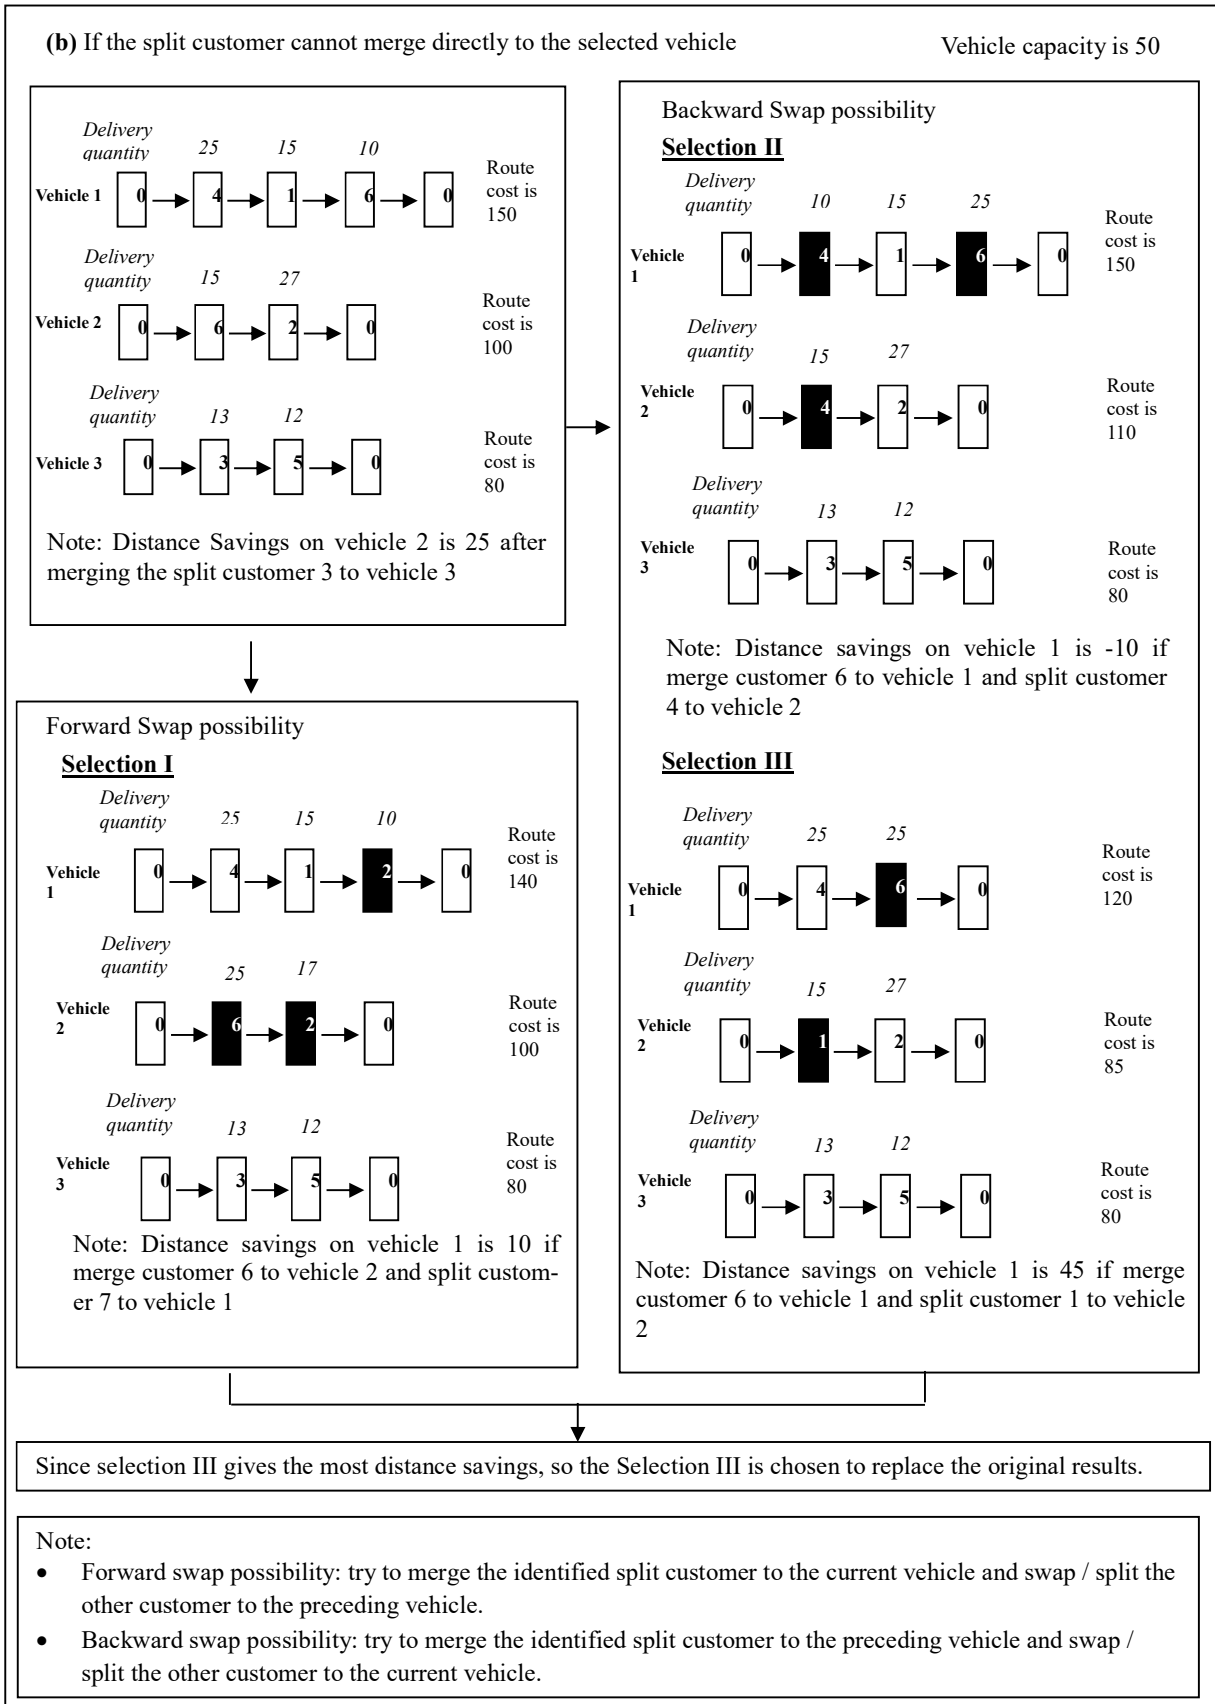 (b) If the split customer cannot merge directly to the selected vehicle
Vehicle capacity is 50
Delivery
quantity
25
15
10
Vehicle 1
0
4
1
6
0
Route
cost is
150
Delivery
quantity
15
27
Vehicle 2
0
6
2
0
Route
cost is
100
Delivery
quantity
13
12
Vehicle 3
0
3
5
0
Route
cost is
80
Note: Distance Savings on vehicle 2 is 25 after
merging the split customer 3 to vehicle 3
Backward Swap possibility
Selection II
Delivery
quantity
10
15
25
Vehicle
1
0
4
1
6
0
Route
cost is
150
Delivery
quantity
15
27
Vehicle
2
0
4
2
0
Route
cost is
110
Delivery
quantity
13
12
Vehicle
3
0
3
5
0
Route
cost is
80
Note: Distance savings on vehicle 1 is -10 if
merge customer 6 to vehicle 1 and split customer
4 to vehicle 2
Selection III
Delivery
quantity
25
25
Vehicle
1
0
4
6
0
Route
cost is
120
Delivery
quantity
15
27
Vehicle
2
0
1
2
0
Route
cost is
85
Delivery
quantity
13
12
Vehicle
3
0
3
5
0
Route
cost is
80
Note: Distance savings on vehicle 1 is 45 if merge
customer 6 to vehicle 1 and split customer 1 to vehicle
2
Forward Swap possibility
Selection I
Delivery
quantity
25
15
10
Vehicle
1
0
4
1
2
0
Route
cost is
140
Delivery
quantity
25
17
Vehicle
2
0
6
2
0
Route
cost is
100
Delivery
quantity
13
12
Vehicle
3
0
3
5
0
Route
cost is
80
Note: Distance savings on vehicle 1 is 10 if
merge customer 6 to vehicle 2 and split custom-
er 7 to vehicle 1
Since selection III gives the most distance savings, so the Selection III is chosen to replace the original results.
Note:
• Forward swap possibility: try to merge the identified split customer to the current vehicle and swap / split the
other customer to the preceding vehicle.
• Backward swap possibility: try to merge the identified split customer to the preceding vehicle and swap /
split the other customer to the current vehicle.